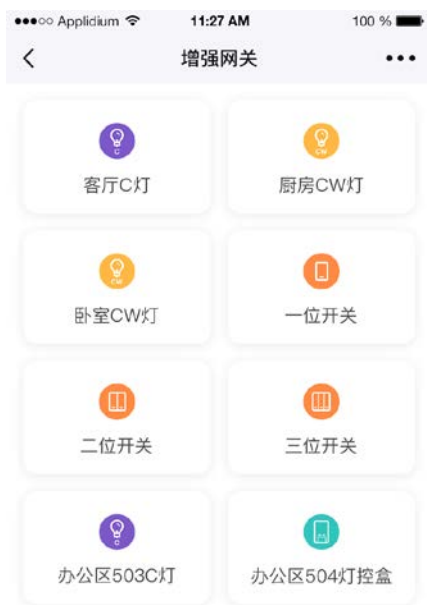 ●●●○○ Applidium 11:27 AM 100 %
增强网关
C
CW
客厅C灯 厨房CW灯
CW
卧室CW灯 一位开关
二位开关 三位开关
C
办公区503C灯 办公区504灯控盒